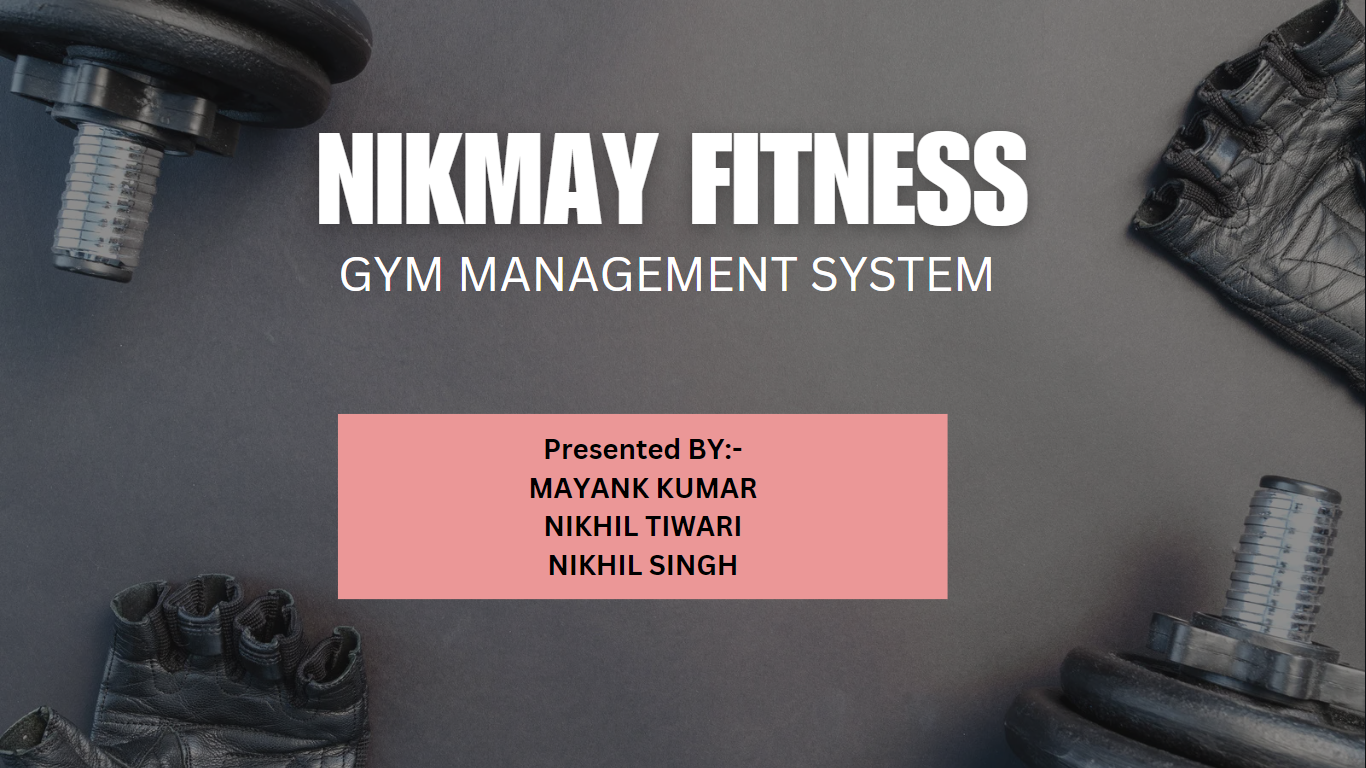 NIKMAY FITNESS
GYM MANAGEMENT SYSTEM
Presented BY:-
MAYANK KUMAR
NIKHIL TIWARI
NIKHIL SINGH